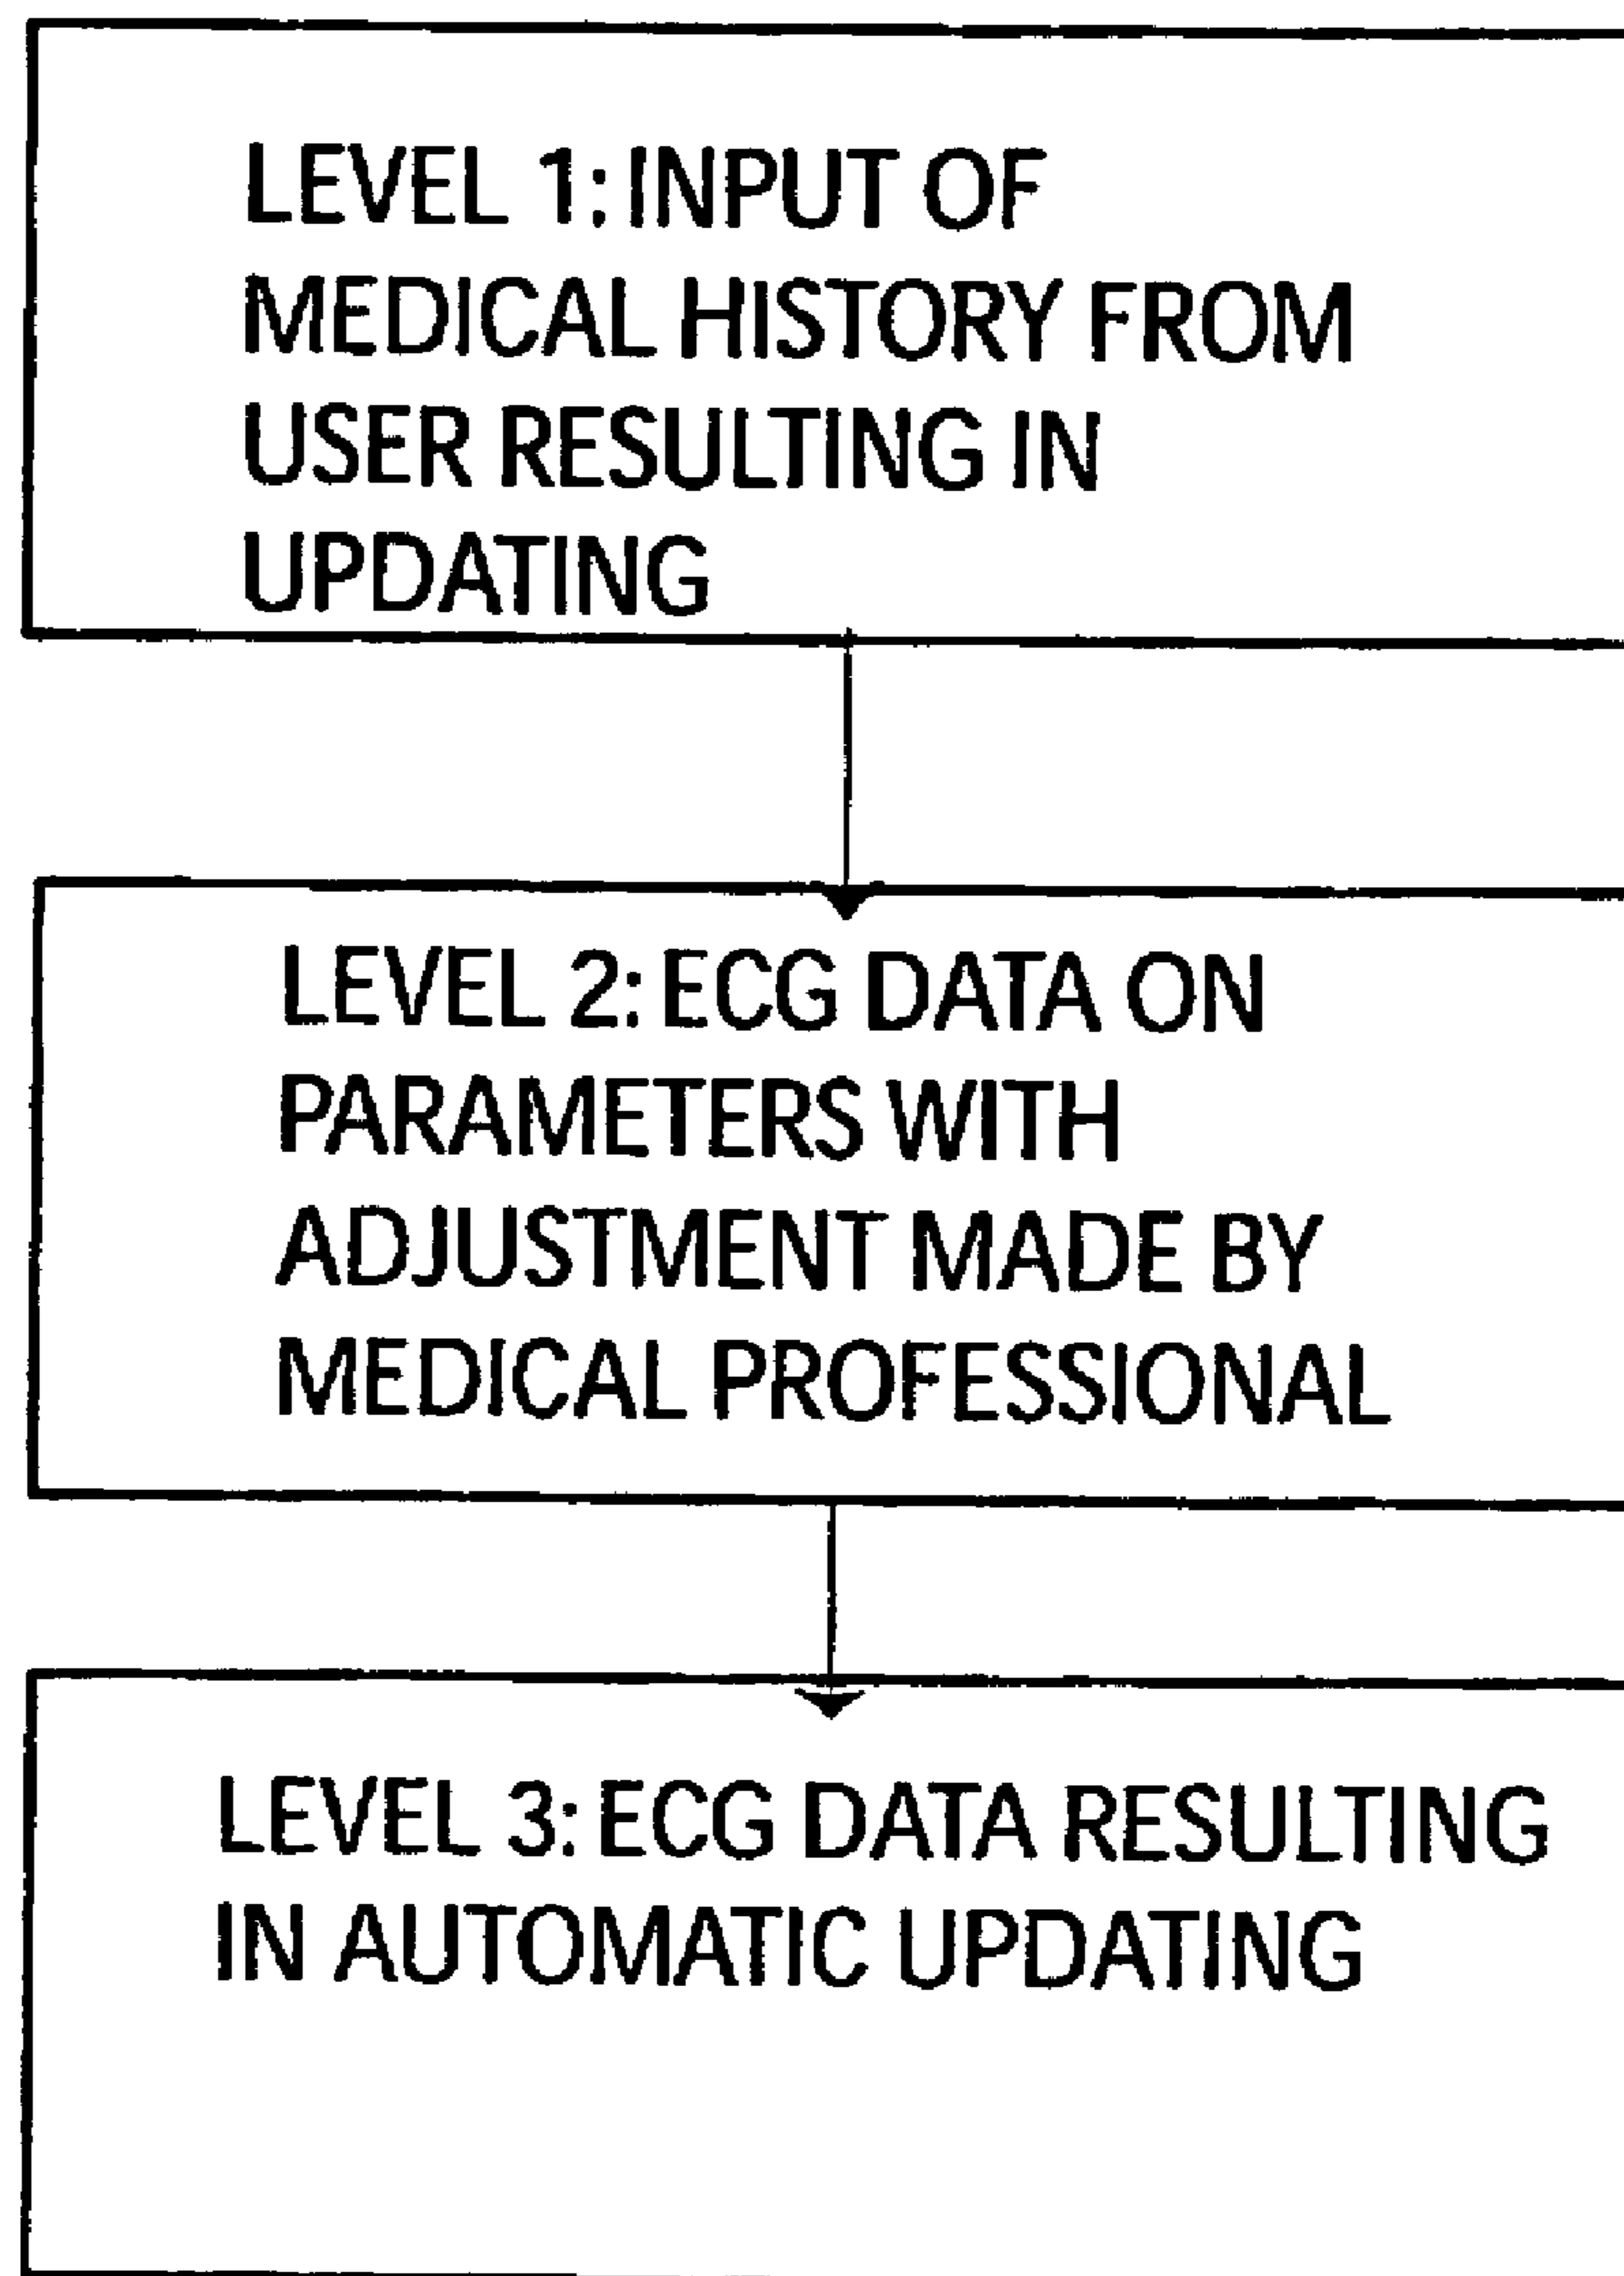 LEVEL 1: INPUT OF
MEDICAL HISTORY FROM
USER RESULTING IN
UPDATING
LEVEL 2: ECG DATA ON
PARAMETERS WITH
ADJUSTMENT MADE BY
MEDICAL PROFESSIONAL
LEVEL 3: ECG DATA RESULTING
IN AUTOMATIC UPDATING